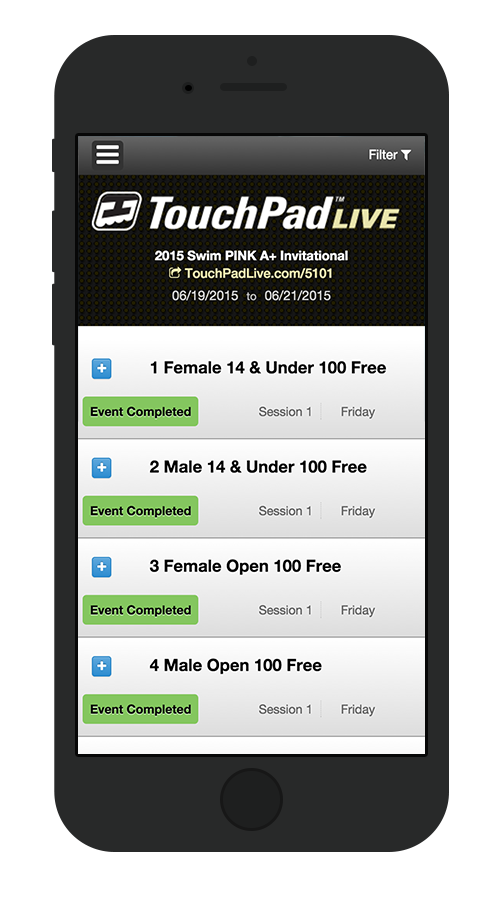 Filter
TouchPad™ LIVE
2015 Swim PINK A+ Invitational
TouchPadLive.com/5101
06/19/2015 to 06/21/2015
1 Female 14 & Under 100 Free
Event Completed Session 1 Friday
2 Male 14 & Under 100 Free
Event Completed Session 1 Friday
3 Female Open 100 Free
Event Completed Session 1 Friday
4 Male Open 100 Free
Event Completed Session 1 Friday